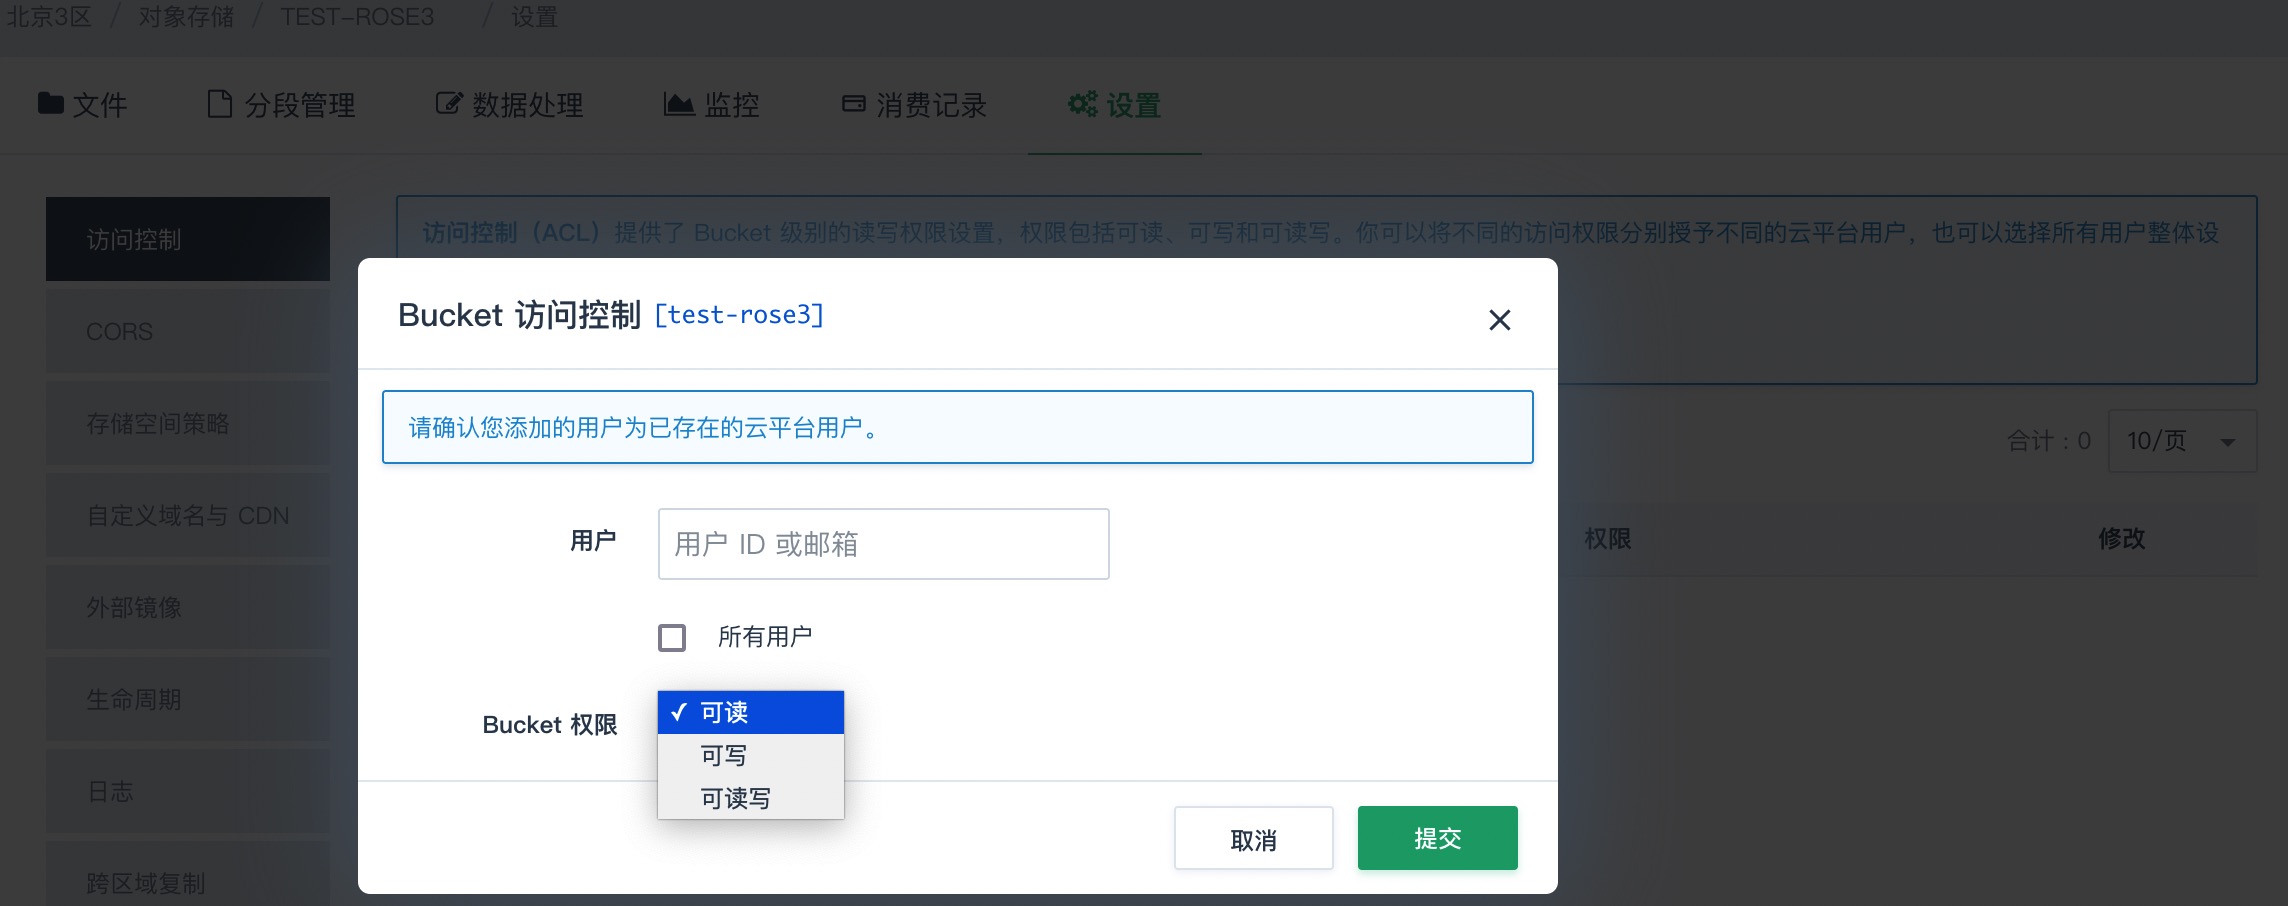 北京3区 / 对象存储 / TEST-ROSE3 / 设置
文件 分段管理 数据处理 监控 消费记录 设置
访问控制
CORS
存储空间策略
自定义域名与 CDN
外部镜像
生命周期
日志
跨区域复制
访问控制（ACL）提供了 Bucket 级别的读写权限设置，权限包括可读、可写和可读写。你可以将不同的访问权限分别授予不同的云平台用户，也可以选择所有用户整体设
合计：0 10/页
权限 修改
Bucket 访问控制 [test-rose3]
请确认您添加的用户为已存在的云平台用户。
用户 用户 ID 或邮箱
所有用户
Bucket 权限 ✓ 可读
可写
可读写
取消 提交